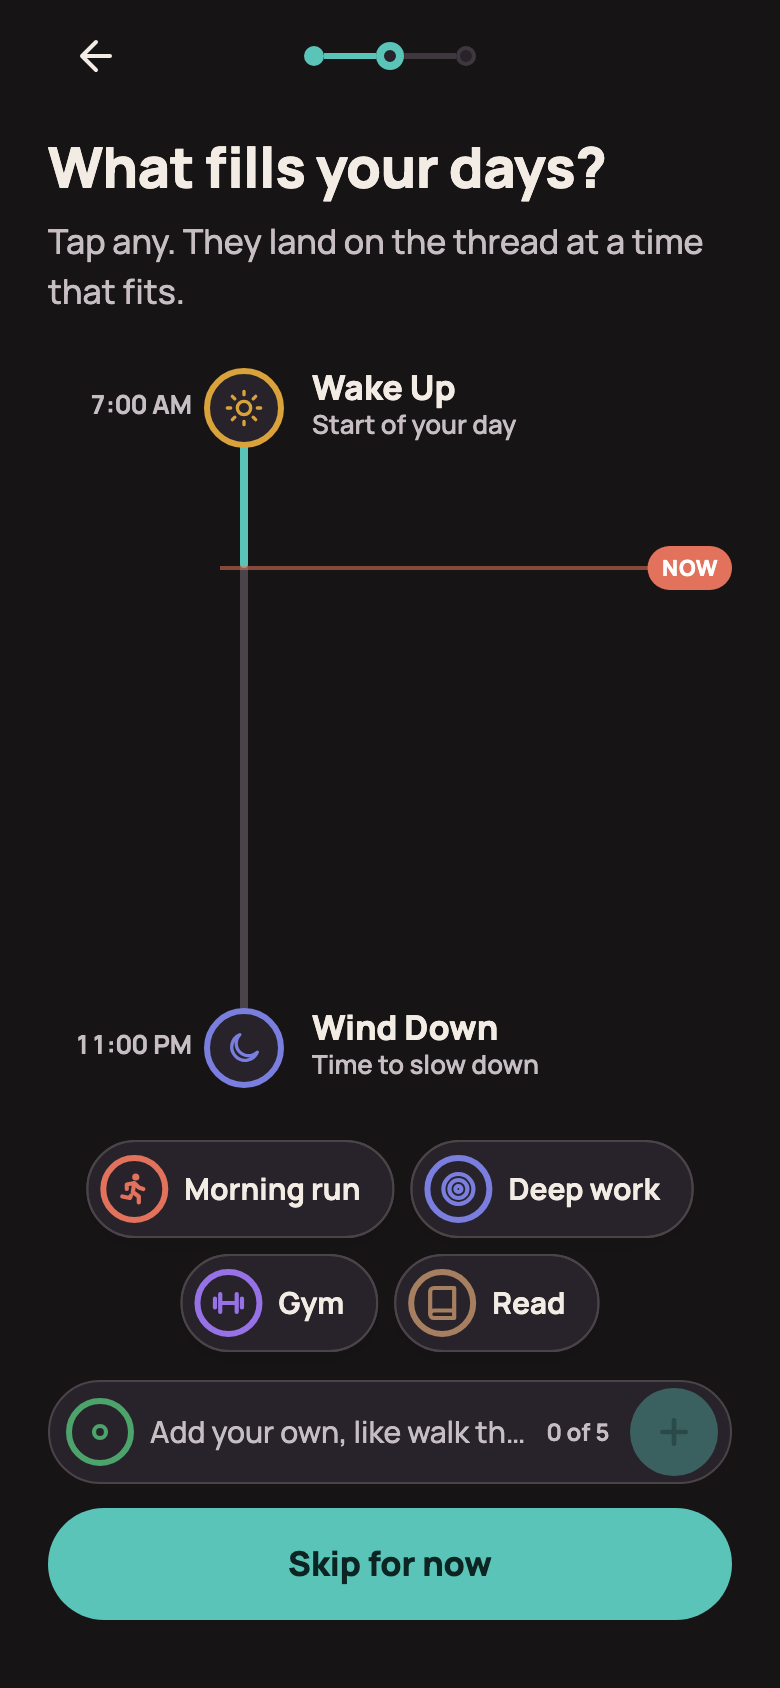 What fills your days?
Tap any. They land on the thread at a time
that fits.
7:00 AM
Wake Up
Start of your day
NOW
11:00 PM
Wind Down
Time to slow down
Morning run
Deep work
Gym
Read
Add your own, like walk th... 0 of 5
Skip for now